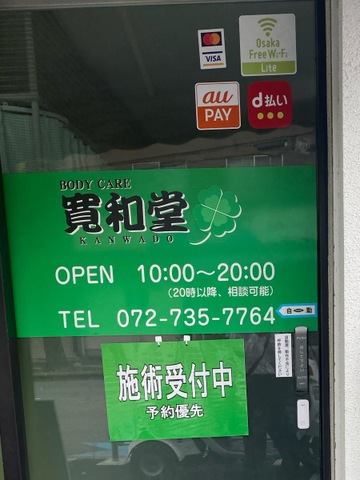 VISA
Osaka
Free Wi-Fi
Lite
au
PAY
d払い
BODY CARE
寛和堂
KANWADO
OPEN 10:00～20:00
(20時以降、相談可能)
TEL 072-735-7764
自動
施術受付中
予約優先